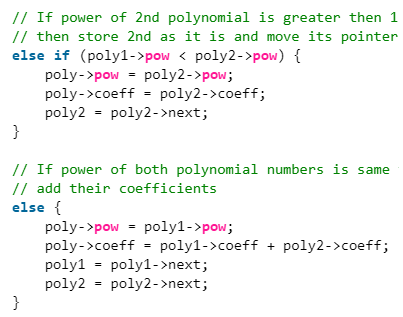 // If power of 2nd polynomial is greater then 1
// then store 2nd as it is and move its pointer
else if (poly1->pow < poly2->pow) {
    poly->pow = poly2->pow;
    poly->coeff = poly2->coeff;
    poly2 = poly2->next;
}

// If power of both polynomial numbers is same
// add their coefficients
else {
    poly->pow = poly1->pow;
    poly->coeff = poly1->coeff + poly2->coeff;
    poly1 = poly1->next;
    poly2 = poly2->next;
}